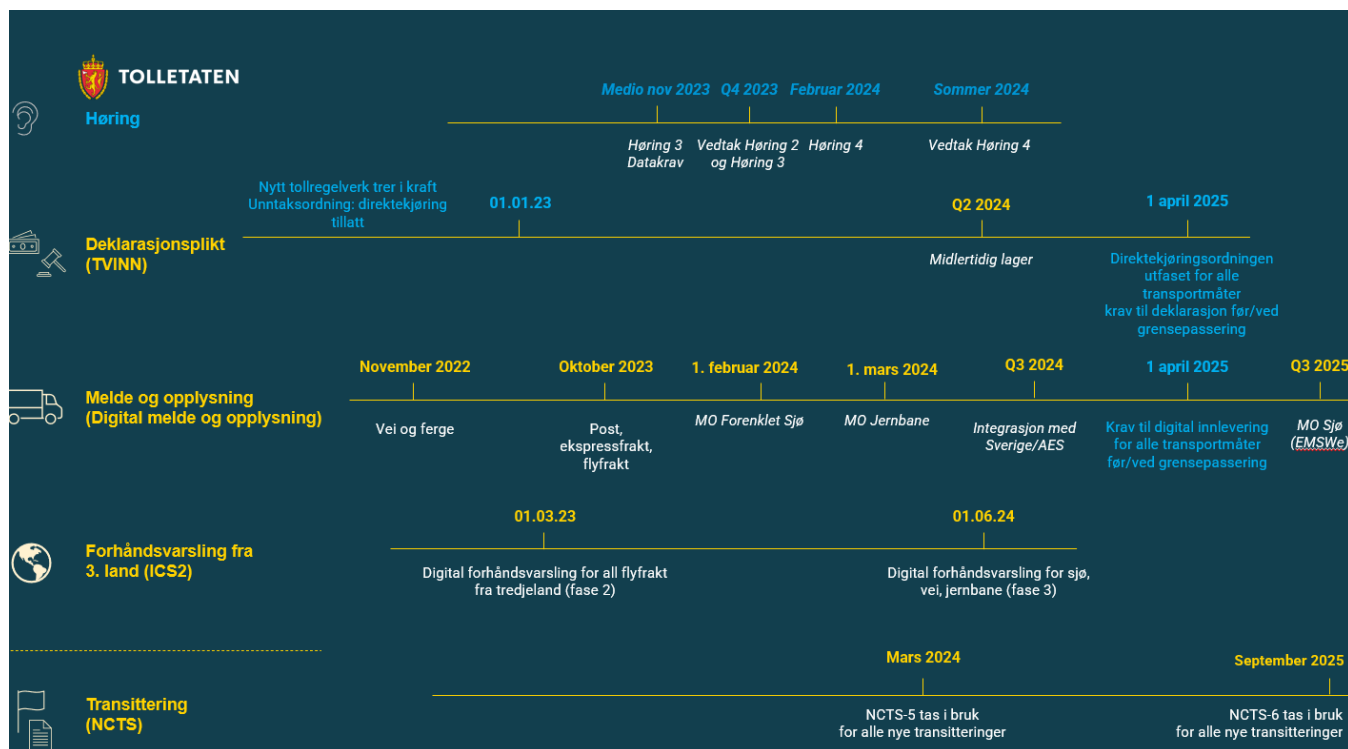 TOLLETATEN
Høring
Medio nov 2023 Q4 2023 Februar 2024 Sommer 2024
Høring 3 Vedtak Høring 2 Høring 4 Vedtak Høring 4
Datakrav og Høring 3
Nytt tollregelverk trer i kraft
Unntaksordning: direktekjøring
tillatt
01.01.23
Q2 2024
1 april 2025
Deklarasjonsplikt
(TVINN)
Midlertidig lager
Direktekjøringsordningen
utfaset for alle
transportmåter
krav til deklarasjon før/ved
grensepassering
November 2022 Oktober 2023 1. februar 2024 1. mars 2024 Q3 2024 1 april 2025 Q3 2025
Melde og opplysning
(Digital melde og opplysning)
Vei og ferge
Post,
ekspressfrakt,
flyfrakt
MO Forenklet Sjø
MO Jernbane
Integrasjon med
Sverige/AES
Krav til digital innlevering
for alle transportmåter
før/ved grensepassering
MO Sjø
(EMSWe)
01.03.23 01.06.24
Forhåndsvarsling fra
3. land (ICS2)
Digital forhåndsvarsling for all flyfrakt
fra tredjeland (fase 2)
Digital forhåndsvarsling for sjø,
vei, jernbane (fase 3)
Mars 2024 September 2025
Transittering
(NCTS)
NCTS-5 tas i bruk
for alle nye transitteringer
NCTS-6 tas i bruk
for alle nye transitteringer